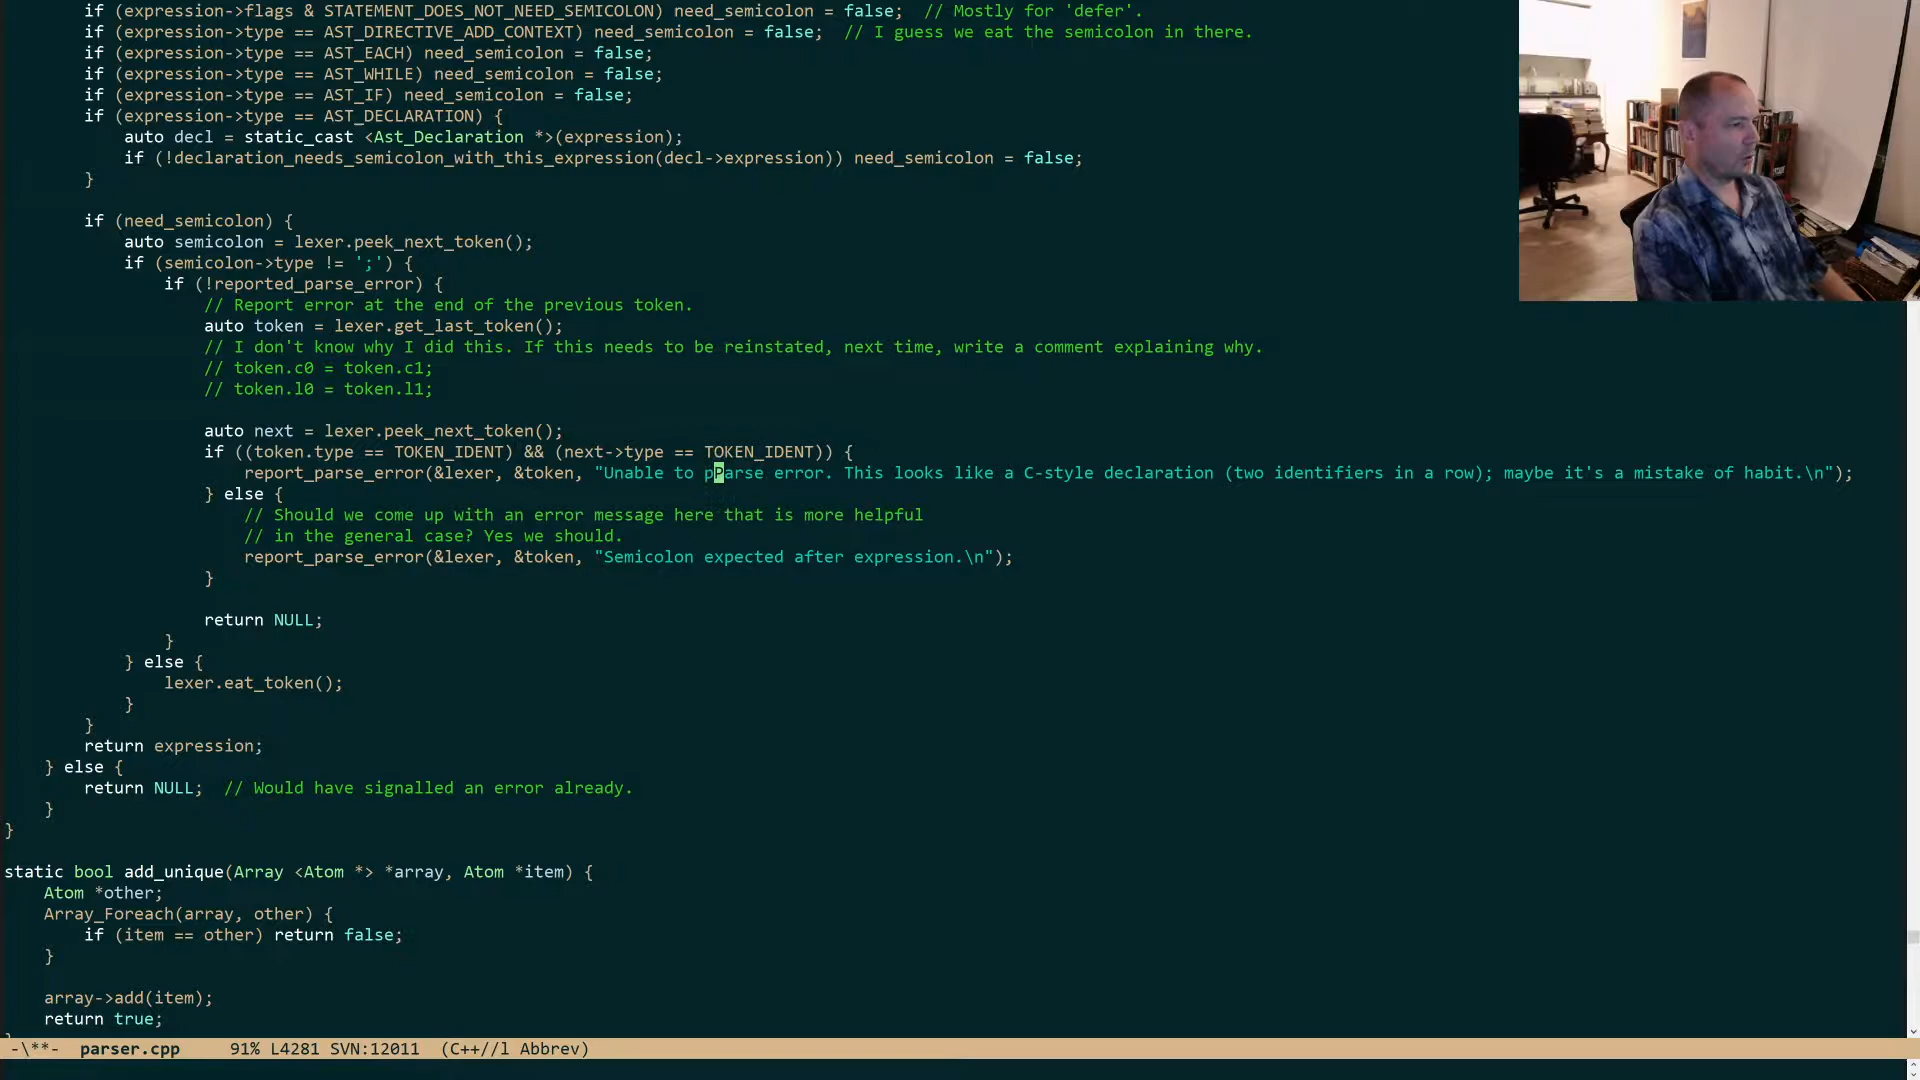 if (expression->flags & STATEMENT_DOES_NOT_NEED_SEMICOLON) need_semicolon = false;  // Mostly for 'defer'.
        if (expression->type == AST_DIRECTIVE_ADD_CONTEXT) need_semicolon = false;  // I guess we eat the semicolon in there.
        if (expression->type == AST_EACH) need_semicolon = false;
        if (expression->type == AST_WHILE) need_semicolon = false;
        if (expression->type == AST_IF) need_semicolon = false;
        if (expression->type == AST_DECLARATION) {
            auto decl = static_cast <Ast_Declaration *>(expression);
            if (!declaration_needs_semicolon_with_this_expression(decl->expression)) need_semicolon = false;
        }

        if (need_semicolon) {
            auto semicolon = lexer.peek_next_token();
            if (semicolon->type != ';') {
                if (!reported_parse_error) {
                    // Report error at the end of the previous token.
                    auto token = lexer.get_last_token();
                    // I don't know why I did this. If this needs to be reinstated, next time, write a comment explaining why.
                    // token.c0 = token.c1;
                    // token.l0 = token.l1;

                    auto next = lexer.peek_next_token();
                    if ((token.type == TOKEN_IDENT) && (next->type == TOKEN_IDENT)) {
                        report_parse_error(&lexer, &token, "Unable to pParse error. This looks like a C-style declaration (two identifiers in a row); maybe it's a mistake of habit.\n");
                    } else {
                        // Should we come up with an error message here that is more helpful
                        // in the general case? Yes we should.
                        report_parse_error(&lexer, &token, "Semicolon expected after expression.\n");
                    }

                    return NULL;
                }
            } else {
                lexer.eat_token();
            }
        }
        return expression;
    } else {
        return NULL;  // Would have signalled an error already.
    }
}

static bool add_unique(Array <Atom *> *array, Atom *item) {
    Atom *other;
    Array_Foreach(array, other) {
        if (item == other) return false;
    }

    array->add(item);
    return true;
-\**-  parser.cpp     91% L4281 SVN:12011  (C++//l Abbrev)